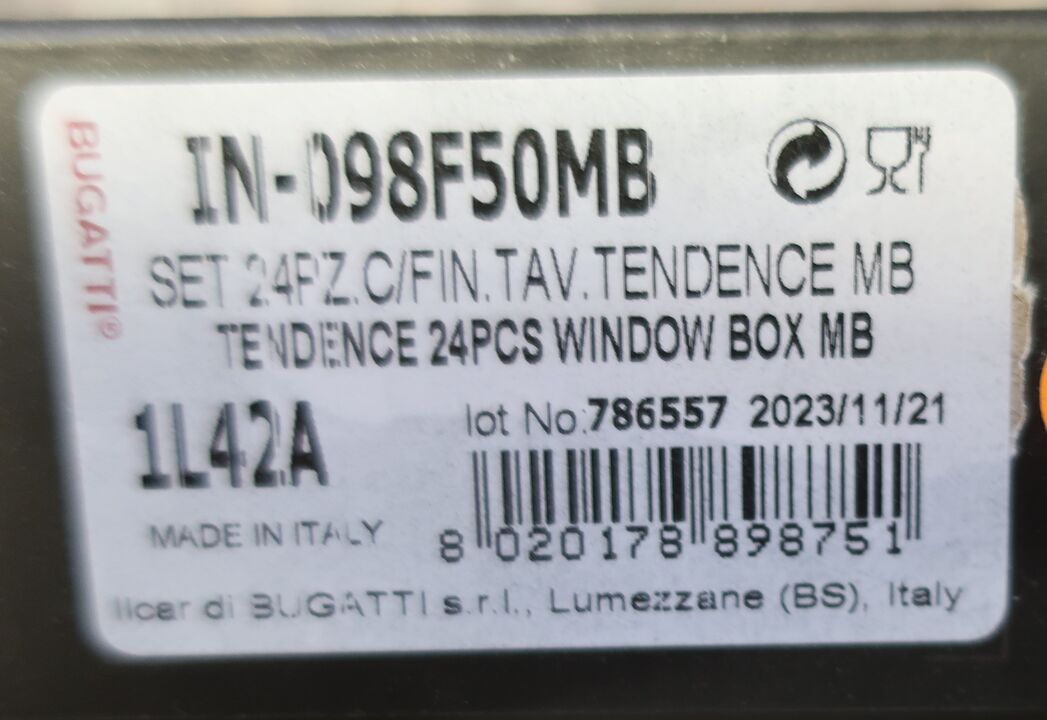 BUGATTI®
IN-098F50MB
SET 24PZ.C/FIN.TAV.TENDENCE MB
TENDENCE 24PCS WINDOW BOX MB
1L42A
lot No:786557 2023/11/21
MADE IN ITALY
8 020178 898751
Ilcar di BUGATTI s.r.l., Lumezzane (BS), Italy